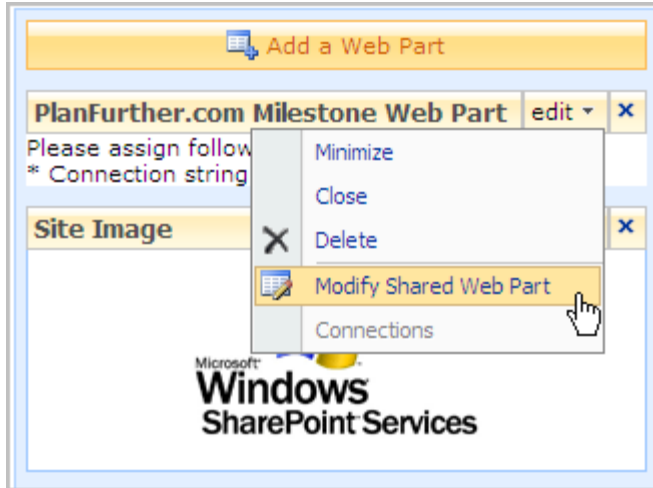 Add a Web Part
PlanFurther.com Milestone Web Part edit
Please assign follow
* Connection string
Minimize
Close
Delete
Modify Shared Web Part
Connections
Site Image
Microsoft
Windows
SharePoint Services